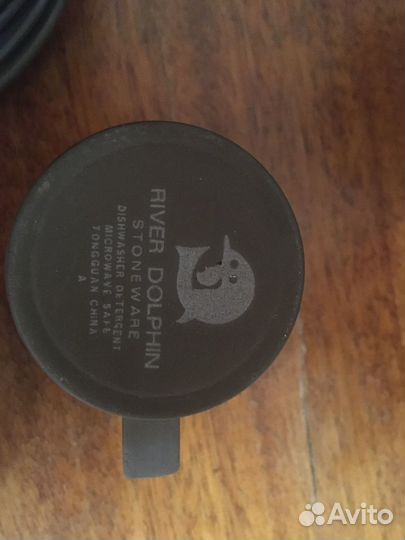 RIVER DOLPHIN
STONEWARE
DISHWASHER DETERGENT
MICROWAVE SAFE
TONGGUAN CHINA
A
Avito